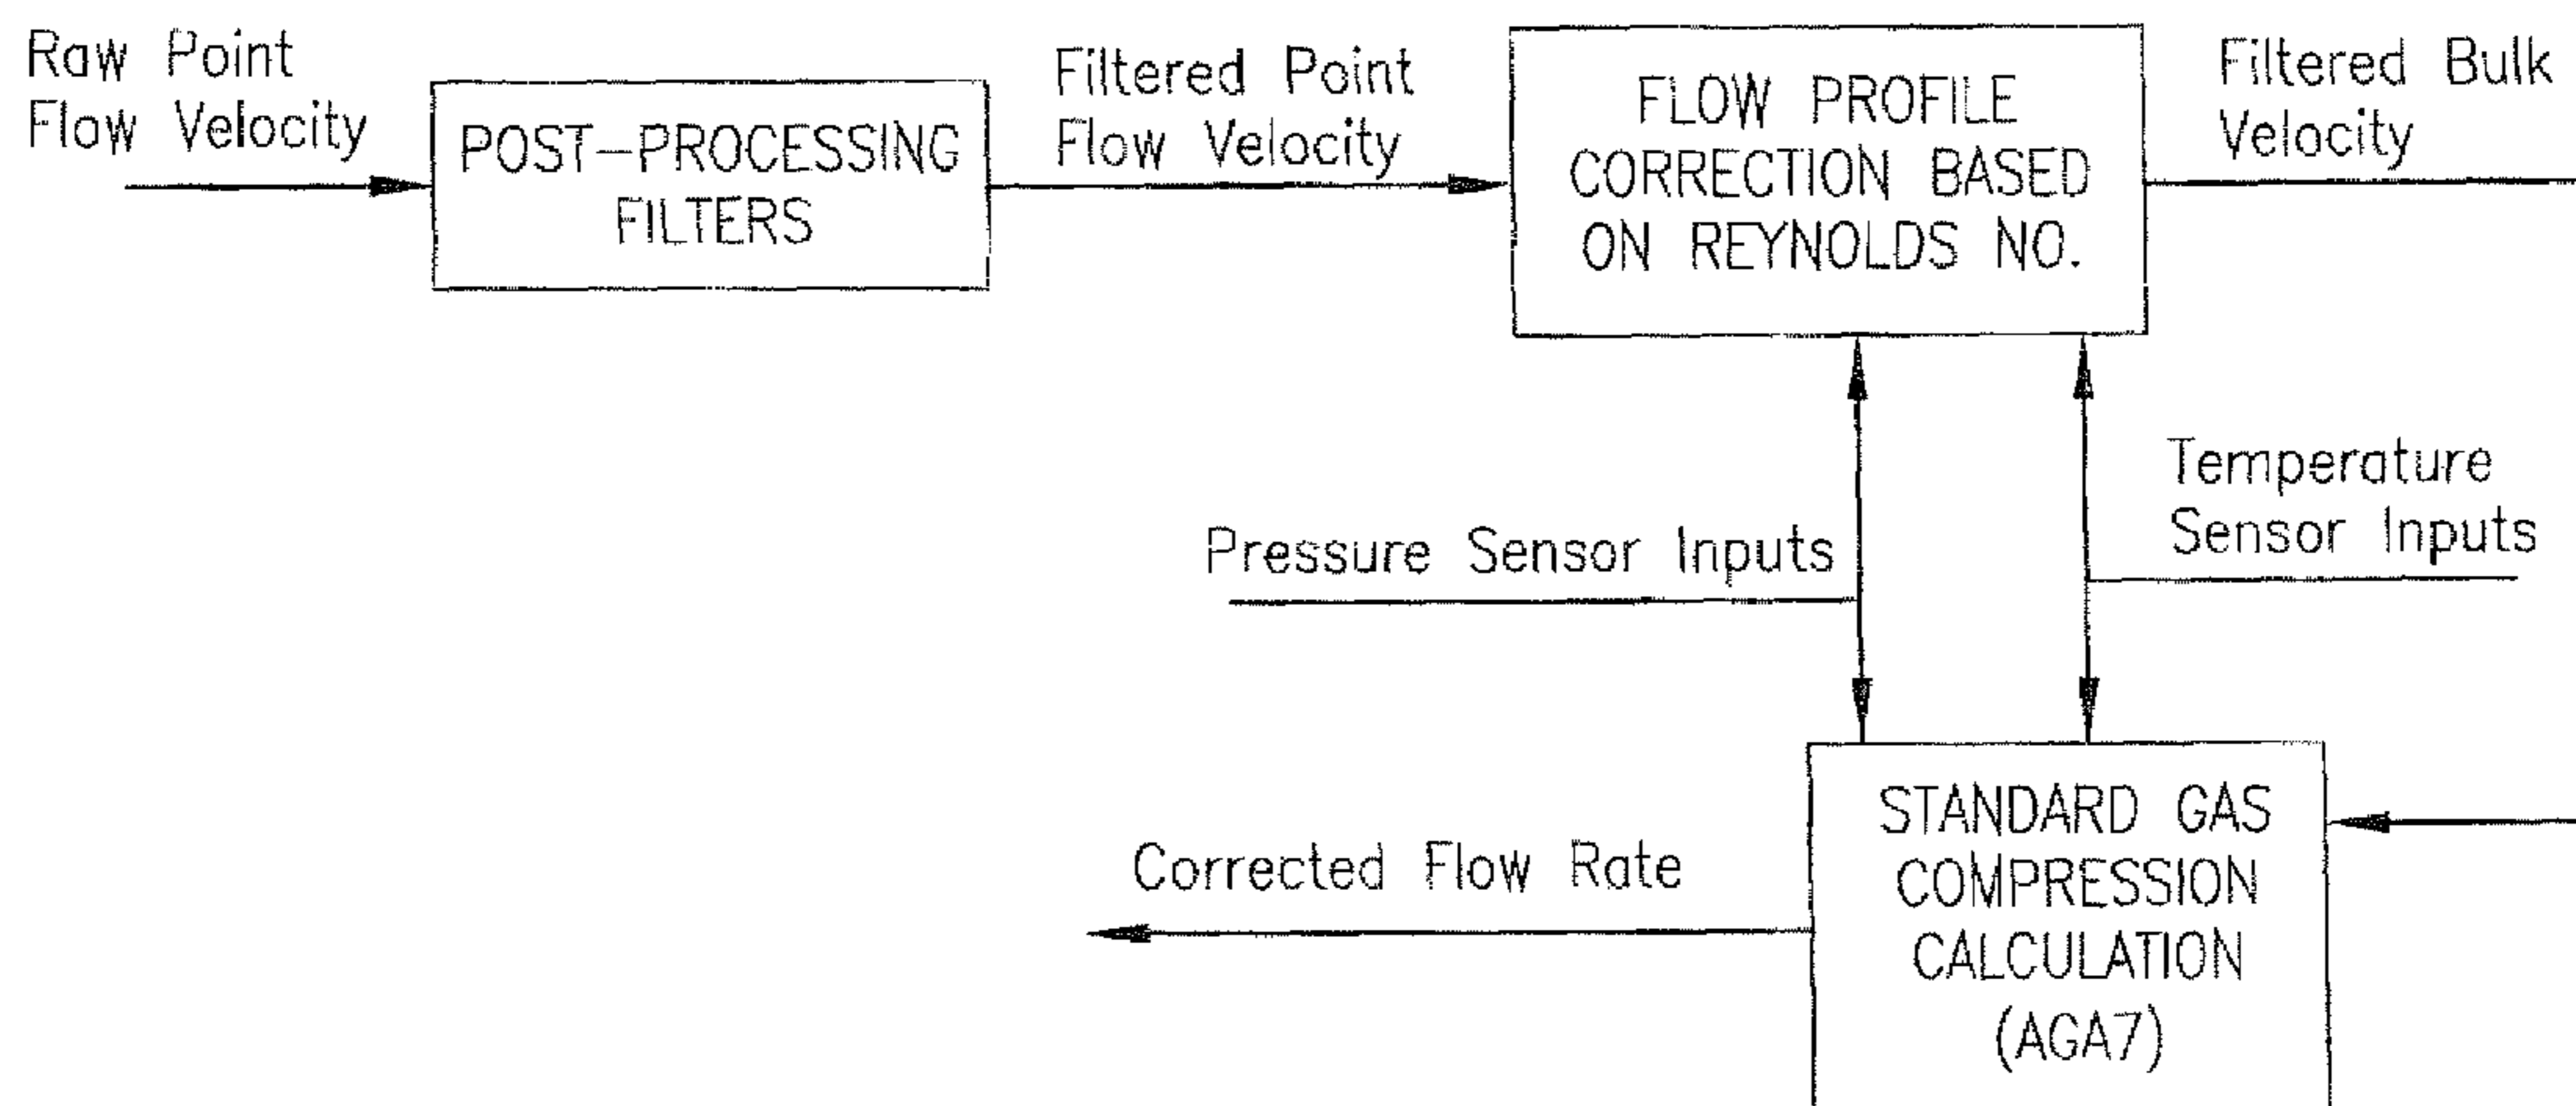 Raw Point
Flow Velocity
POST-PROCESSING
FILTERS
Filtered Point
Flow Velocity
FLOW PROFILE
CORRECTION BASED
ON REYNOLDS NO.
Filtered Bulk
Velocity
Pressure Sensor Inputs
Temperature
Sensor Inputs
Corrected Flow Rate
STANDARD GAS
COMPRESSION
CALCULATION
(AGA7)